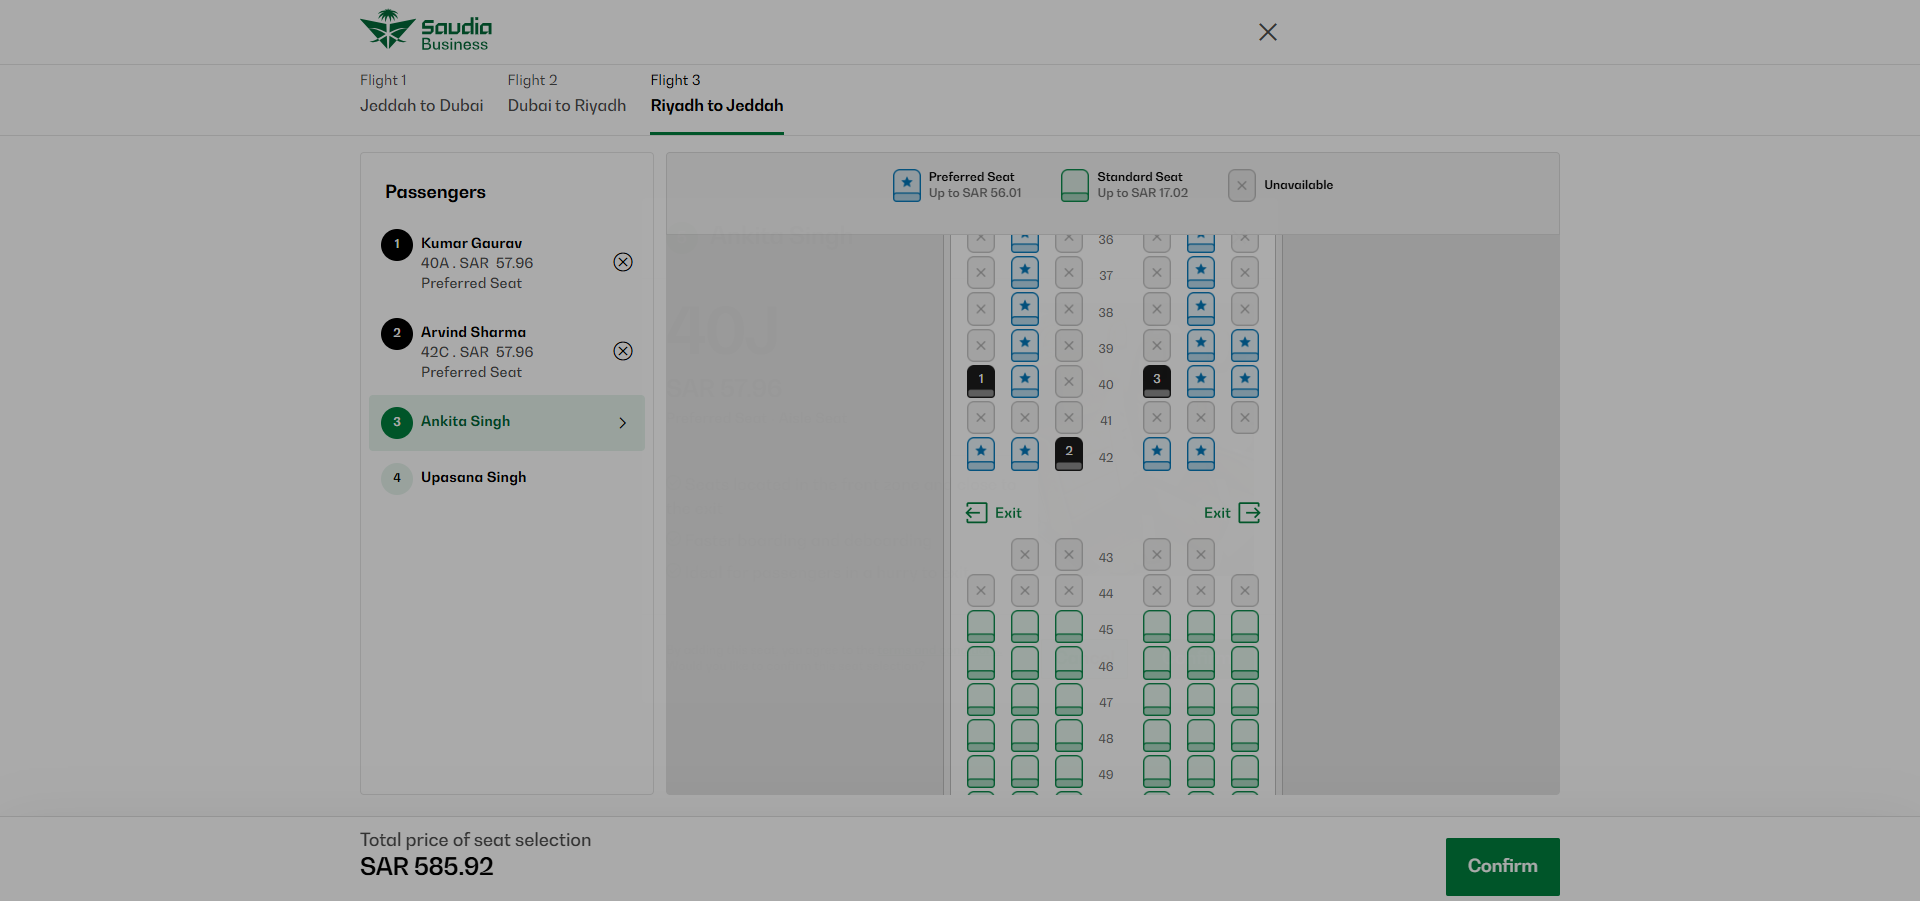 Saudia
Business
Flight 1
Jeddah to Dubai
Flight 2
Dubai to Riyadh
Flight 3
Riyadh to Jeddah
Passengers
1
Kumar Gaurav
40A . SAR 57.96
Preferred Seat
2
Arvind Sharma
42C . SAR 57.96
Preferred Seat
3
Ankita Singh
4
Upasana Singh
Preferred Seat
Up to SAR 56.01
Standard Seat
Up to SAR 17.02
Unavailable
Ankita Singh
40J
36
37
38
39
1 40 3
41
2 42
Exit Exit
43
44
45
46
47
48
49
Total price of seat selection
SAR 585.92
Confirm